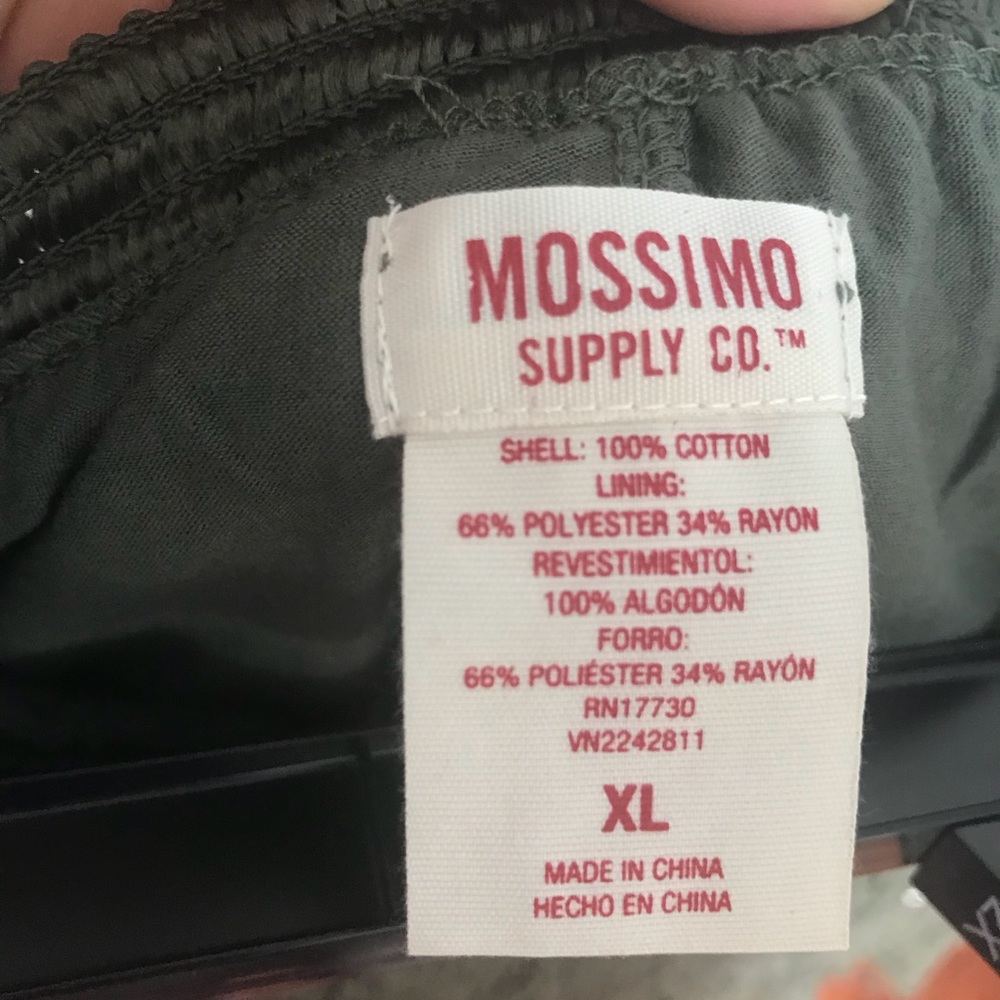 MOSSIMO
SUPPLY CO.™
SHELL: 100% COTTON
LINING:
66% POLYESTER 34% RAYON
REVESTIMIENTOL:
100% ALGODÓN
FORRO:
66% POLIÉSTER 34% RAYÓN
RN17730
VN2242811
XL
MADE IN CHINA
HECHO EN CHINA